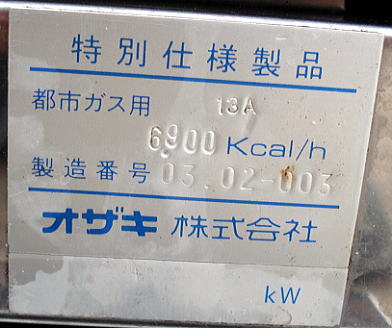 特別仕様製品
都市ガス用 13A
6900 Kcal/h
製造番号 03.02-003
オザキ 株式会社
kW